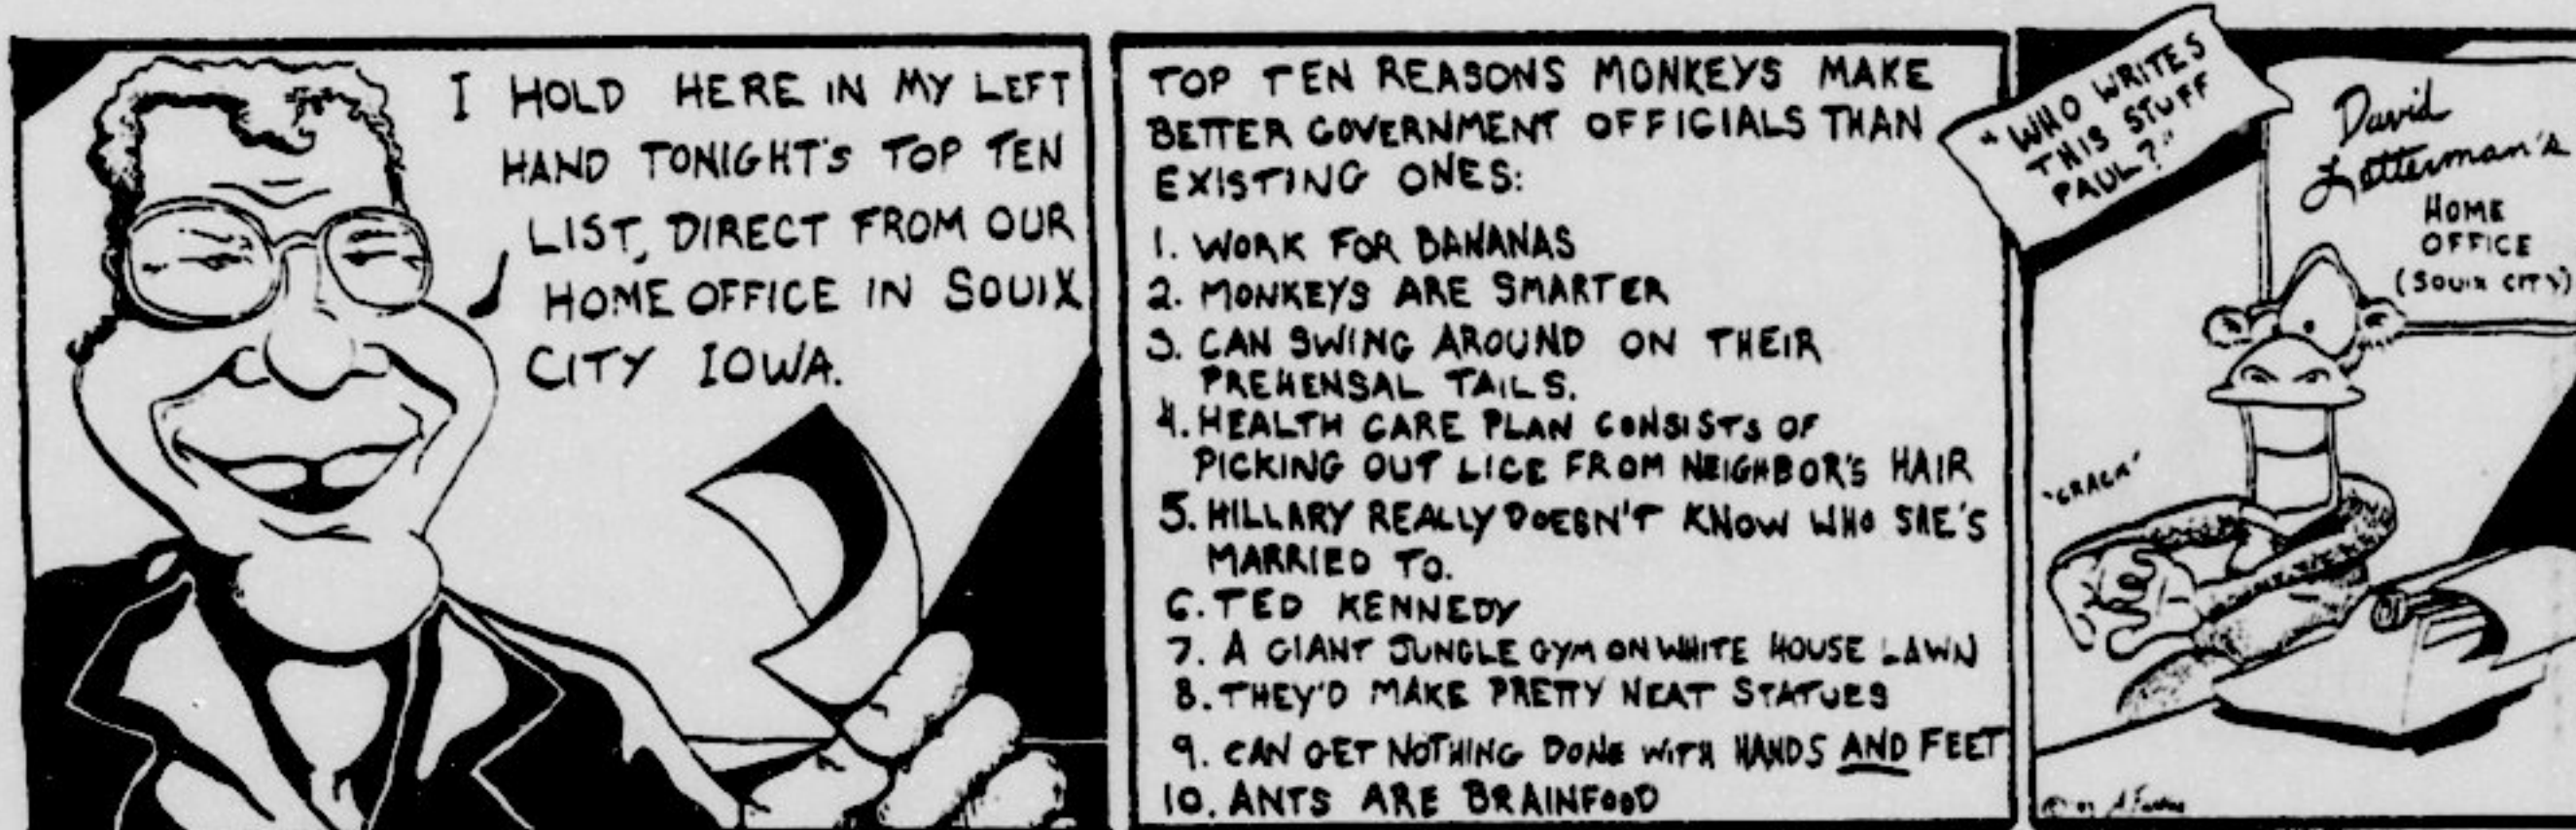 I HOLD HERE IN MY LEFT
HAND TONIGHT'S TOP TEN
LIST, DIRECT FROM OUR
HOME OFFICE IN SOUIX
CITY IOWA.
TOP TEN REASONS MONKEYS MAKE
BETTER GOVERNMENT OFFICIALS THAN
EXISTING ONES:
1. WORK FOR BANANAS
2. MONKEYS ARE SMARTER
3. CAN SWING AROUND ON THEIR
PREHENSAL TAILS.
4. HEALTH CARE PLAN CONSISTS OF
PICKING OUT LICE FROM NEIGHBOR'S HAIR
5. HILLARY REALLY DOESN'T KNOW WHO SHE'S
MARRIED TO.
6. TED KENNEDY
7. A GIANT JUNGLE GYM ON WHITE HOUSE LAWN
8. THEY'D MAKE PRETTY NEAT STATUES
9. CAN GET NOTHING DONE WITH HANDS AND FEET
10. ANTS ARE BRAINFOOD
"WHO WRITES
THIS STUFF
PAUL?"
David
Letterman's
HOME
OFFICE
(SOUIX CITY)
"CRACK"